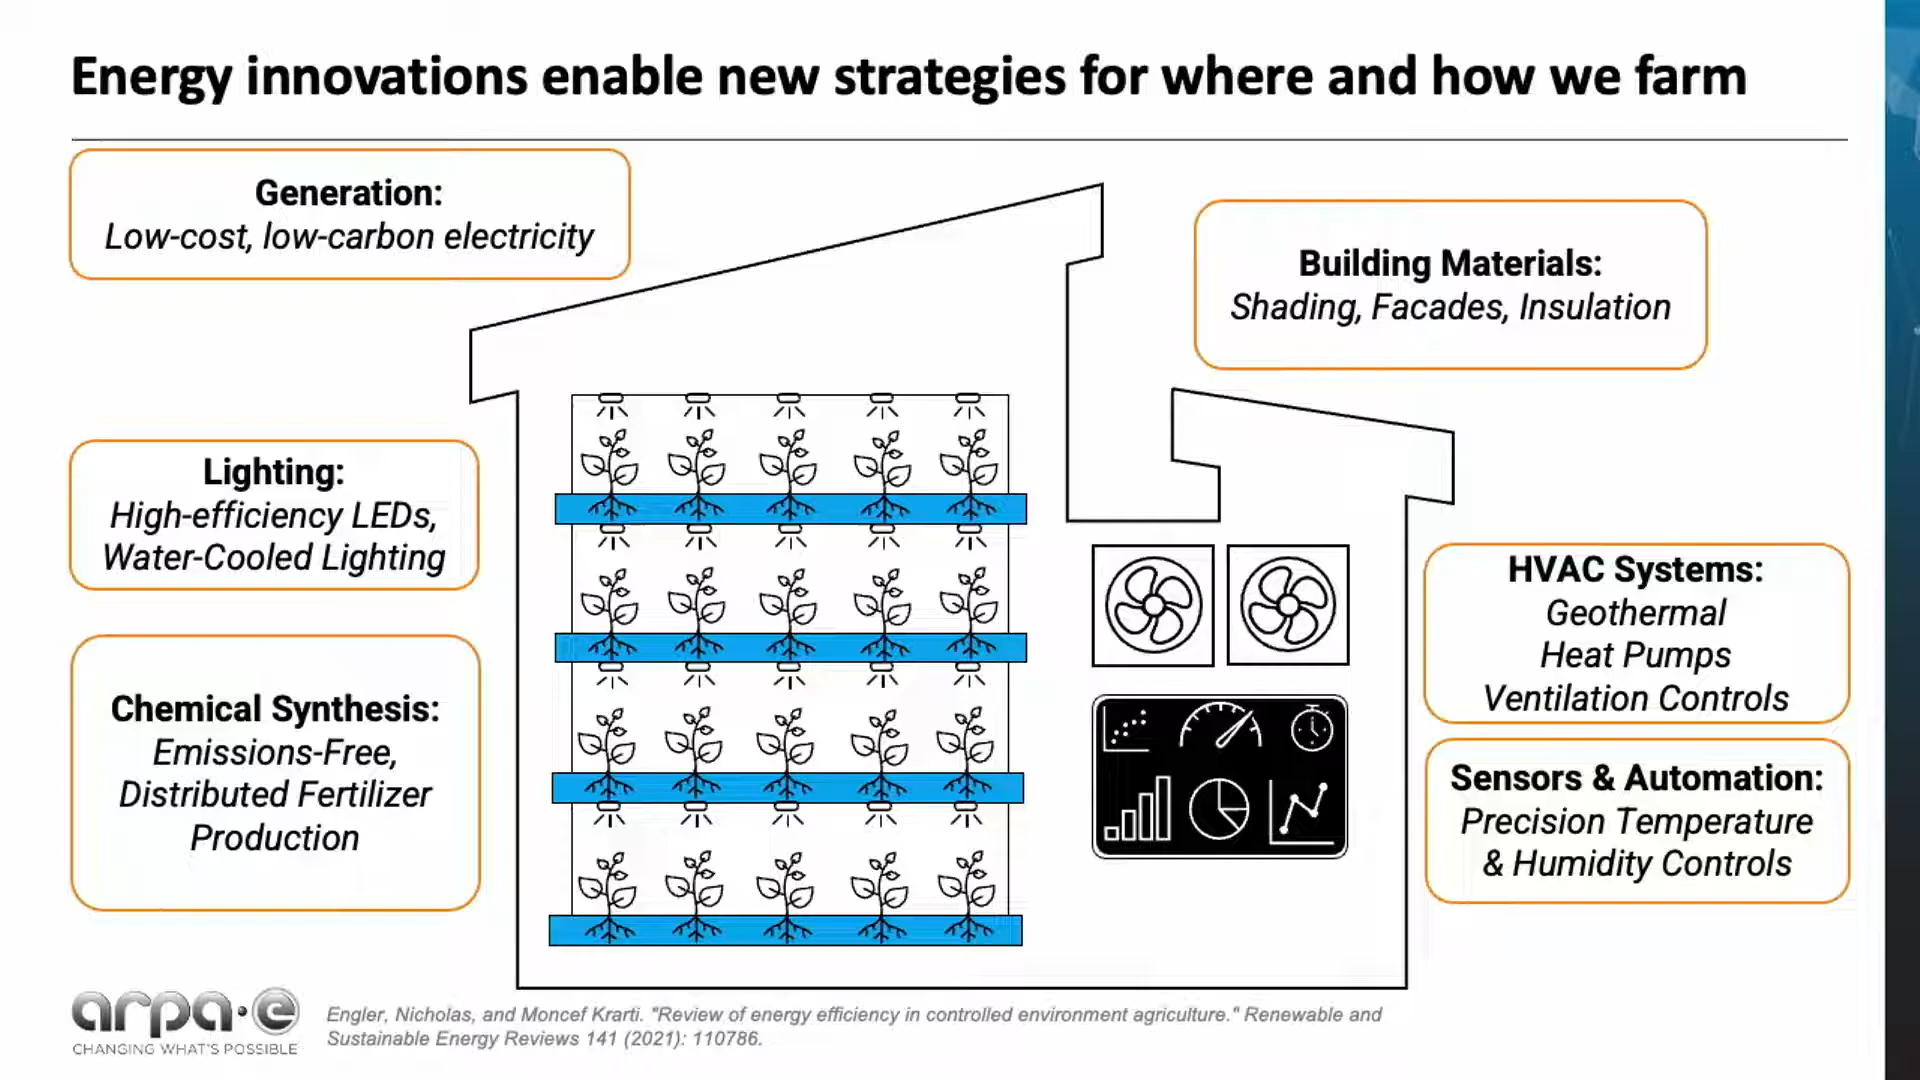 Energy innovations enable new strategies for where and how we farm
Generation:
Low-cost, low-carbon electricity
Building Materials:
Shading, Facades, Insulation
Lighting:
High-efficiency LEDs,
Water-Cooled Lighting
Chemical Synthesis:
Emissions-Free,
Distributed Fertilizer
Production
HVAC Systems:
Geothermal
Heat Pumps
Ventilation Controls
Sensors & Automation:
Precision Temperature
& Humidity Controls
arpa·e
CHANGING WHAT'S POSSIBLE
Engler, Nicholas, and Moncef Krarti. "Review of energy efficiency in controlled environment agriculture." Renewable and
Sustainable Energy Reviews 141 (2021): 110786.